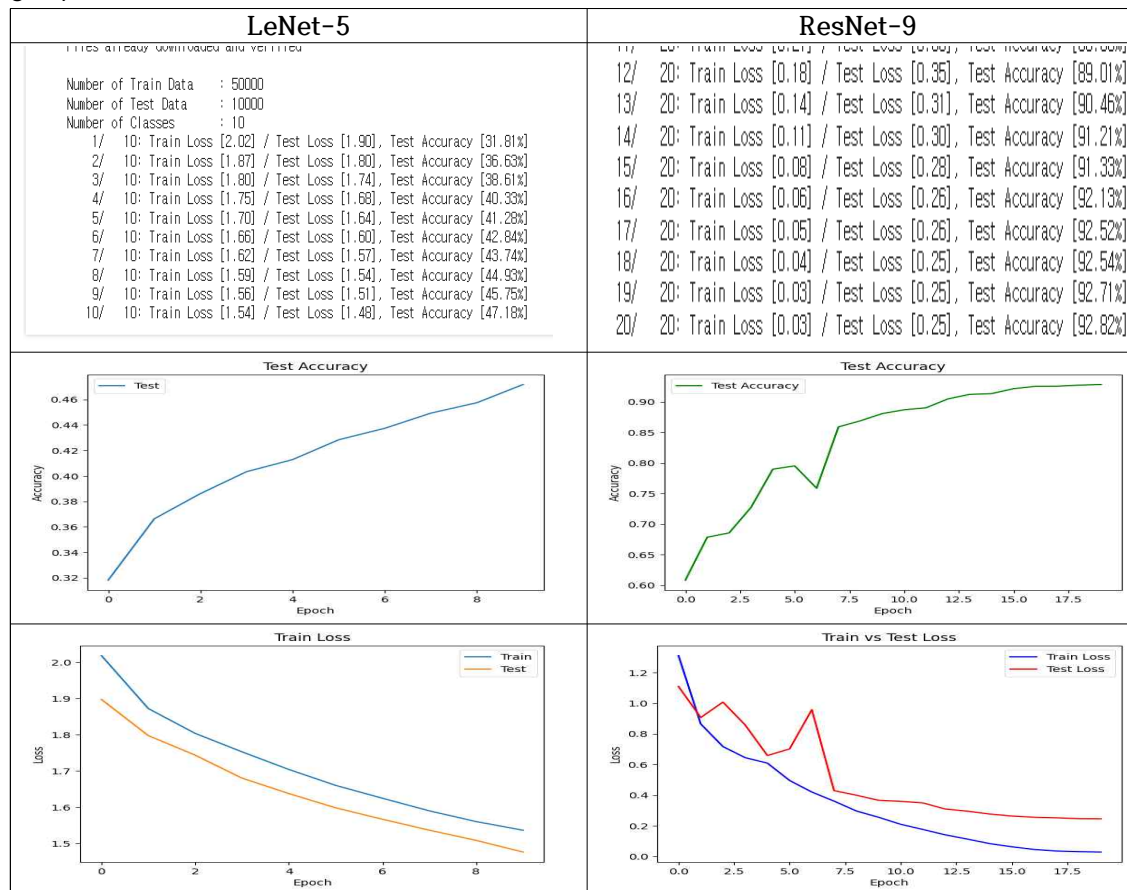 LeNet-5
ResNet-9
Files already downloaded and verified
Number of Train Data : 50000
Number of Test Data : 10000
Number of Classes : 10
1/ 10: Train Loss [2.02] / Test Loss [1.90], Test Accuracy [31.81%]
2/ 10: Train Loss [1.87] / Test Loss [1.80], Test Accuracy [36.63%]
3/ 10: Train Loss [1.80] / Test Loss [1.74], Test Accuracy [38.61%]
4/ 10: Train Loss [1.75] / Test Loss [1.68], Test Accuracy [40.33%]
5/ 10: Train Loss [1.70] / Test Loss [1.64], Test Accuracy [41.28%]
6/ 10: Train Loss [1.66] / Test Loss [1.60], Test Accuracy [42.84%]
7/ 10: Train Loss [1.62] / Test Loss [1.57], Test Accuracy [43.74%]
8/ 10: Train Loss [1.59] / Test Loss [1.54], Test Accuracy [44.93%]
9/ 10: Train Loss [1.56] / Test Loss [1.51], Test Accuracy [45.75%]
10/ 10: Train Loss [1.54] / Test Loss [1.48], Test Accuracy [47.18%]
12/ 20: Train Loss [0.18] / Test Loss [0.35], Test Accuracy [89.01%]
13/ 20: Train Loss [0.14] / Test Loss [0.31], Test Accuracy [90.46%]
14/ 20: Train Loss [0.11] / Test Loss [0.30], Test Accuracy [91.21%]
15/ 20: Train Loss [0.08] / Test Loss [0.28], Test Accuracy [91.33%]
16/ 20: Train Loss [0.06] / Test Loss [0.26], Test Accuracy [92.13%]
17/ 20: Train Loss [0.05] / Test Loss [0.26], Test Accuracy [92.52%]
18/ 20: Train Loss [0.04] / Test Loss [0.25], Test Accuracy [92.54%]
19/ 20: Train Loss [0.03] / Test Loss [0.25], Test Accuracy [92.71%]
20/ 20: Train Loss [0.03] / Test Loss [0.25], Test Accuracy [92.82%]
Test Accuracy
Test
Accuracy
0.46
0.44
0.42
0.40
0.38
0.36
0.34
0.32
0 2 4 6 8
Epoch
Test Accuracy
Test Accuracy
Accuracy
0.90
0.85
0.80
0.75
0.70
0.65
0.60
0.0 2.5 5.0 7.5 10.0 12.5 15.0 17.5
Epoch
Train Loss
Train
Test
Loss
2.0
1.9
1.8
1.7
1.6
1.5
0 2 4 6 8
Epoch
Train vs Test Loss
Train Loss
Test Loss
Loss
1.2
1.0
0.8
0.6
0.4
0.2
0.0
0.0 2.5 5.0 7.5 10.0 12.5 15.0 17.5
Epoch